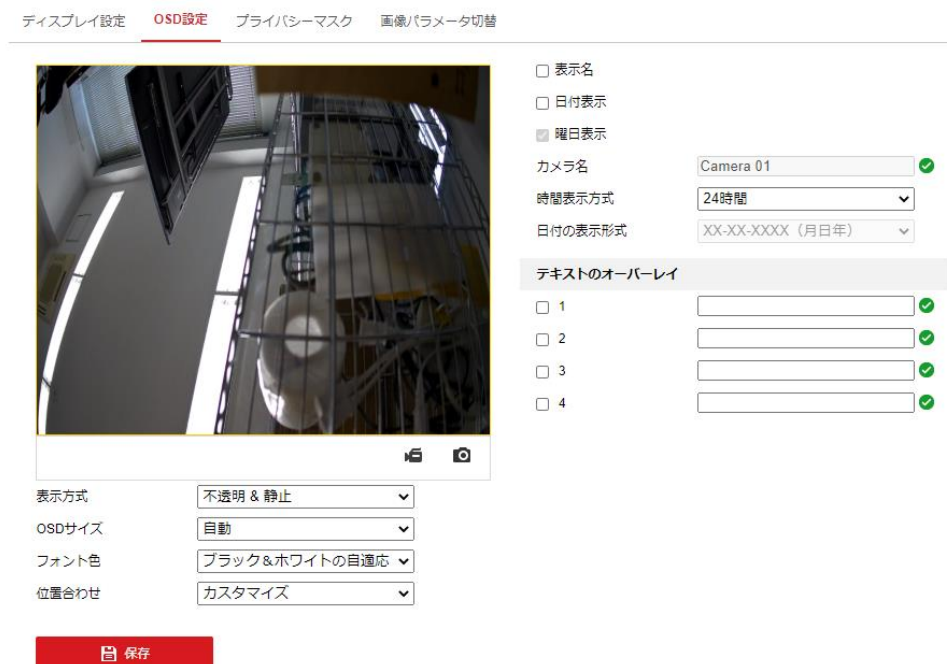 ディスプレイ設定 OSD設定 プライバシーマスク 画像パラメータ切替
表示名
日付表示
曜日表示
カメラ名 Camera 01
時間表示方式 24時間
日付の表示形式 XX-XX-XXXX（月日年）
テキストのオーバーレイ
1
2
3
4
表示方式 不透明 & 静止
OSDサイズ 自動
フォント色 ブラック&ホワイトの自適応
位置合わせ カスタマイズ
保存